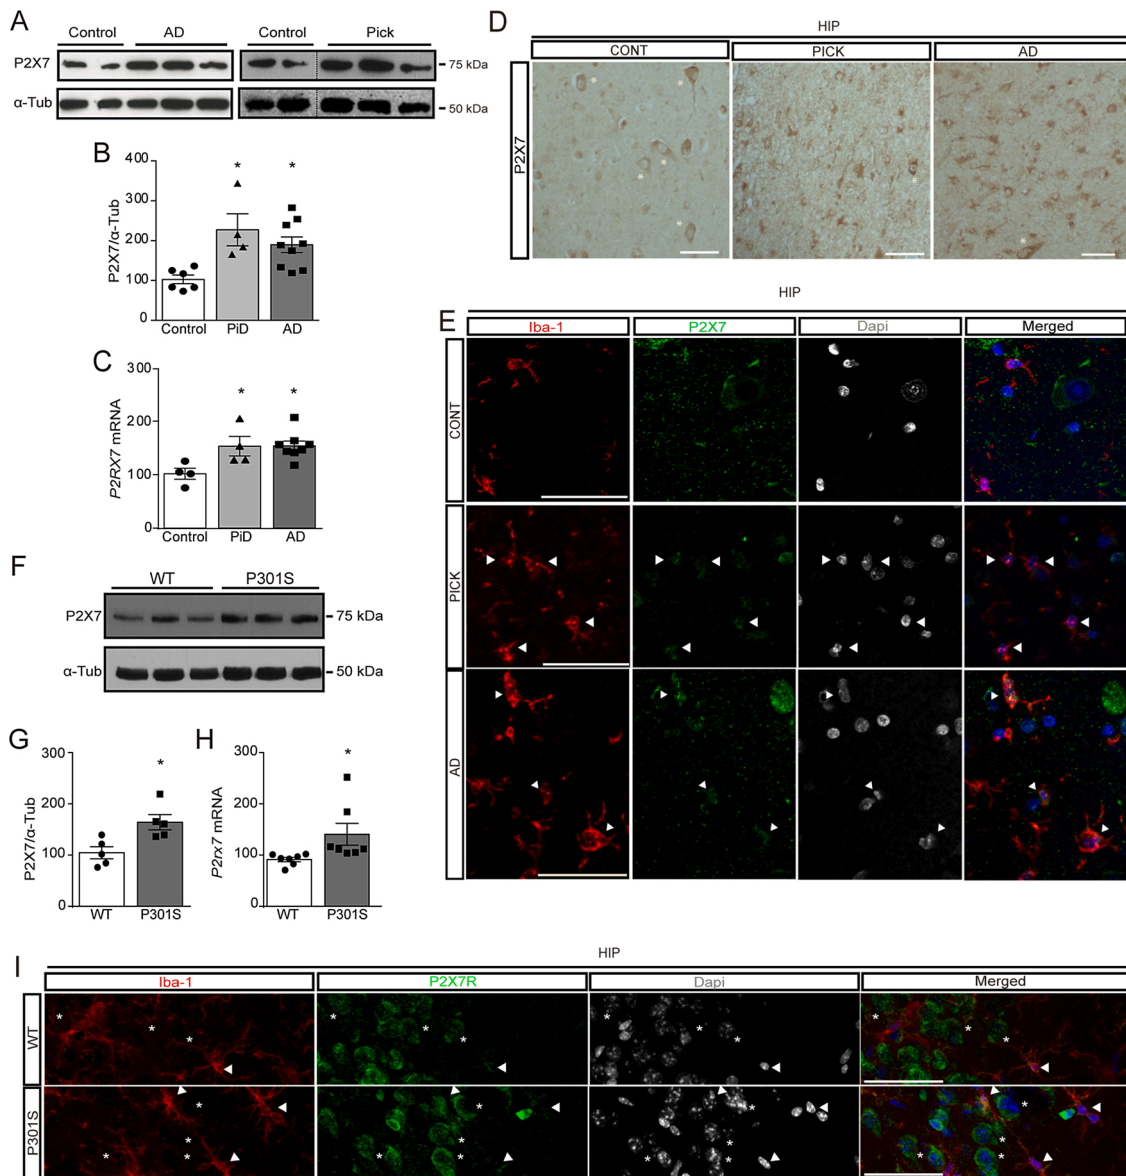 A
Control AD Control Pick
P2X7
75 kDa
α-Tub
50 kDa
B
P2X7/α-Tub
400
300
200
100
0
* *
Control PiD AD
C
P2RX7 mRNA
300
200
100
0
* *
Control PiD AD
D
HIP
CONT PICK AD
P2X7
* * * * * *
E
HIP
Iba-1 P2X7 Dapi Merged
CONT
PICK
AD
F
WT P301S
P2X7
75 kDa
α-Tub
50 kDa
G
P2X7/α-Tub
300
200
100
0
*
WT P301S
H
P2rx7 mRNA
300
200
100
0
*
WT P301S
I
HIP
Iba-1 P2X7R Dapi Merged
WT
* * * * * * * * * * *
P301S
* * * * * * * * * * * * * * *